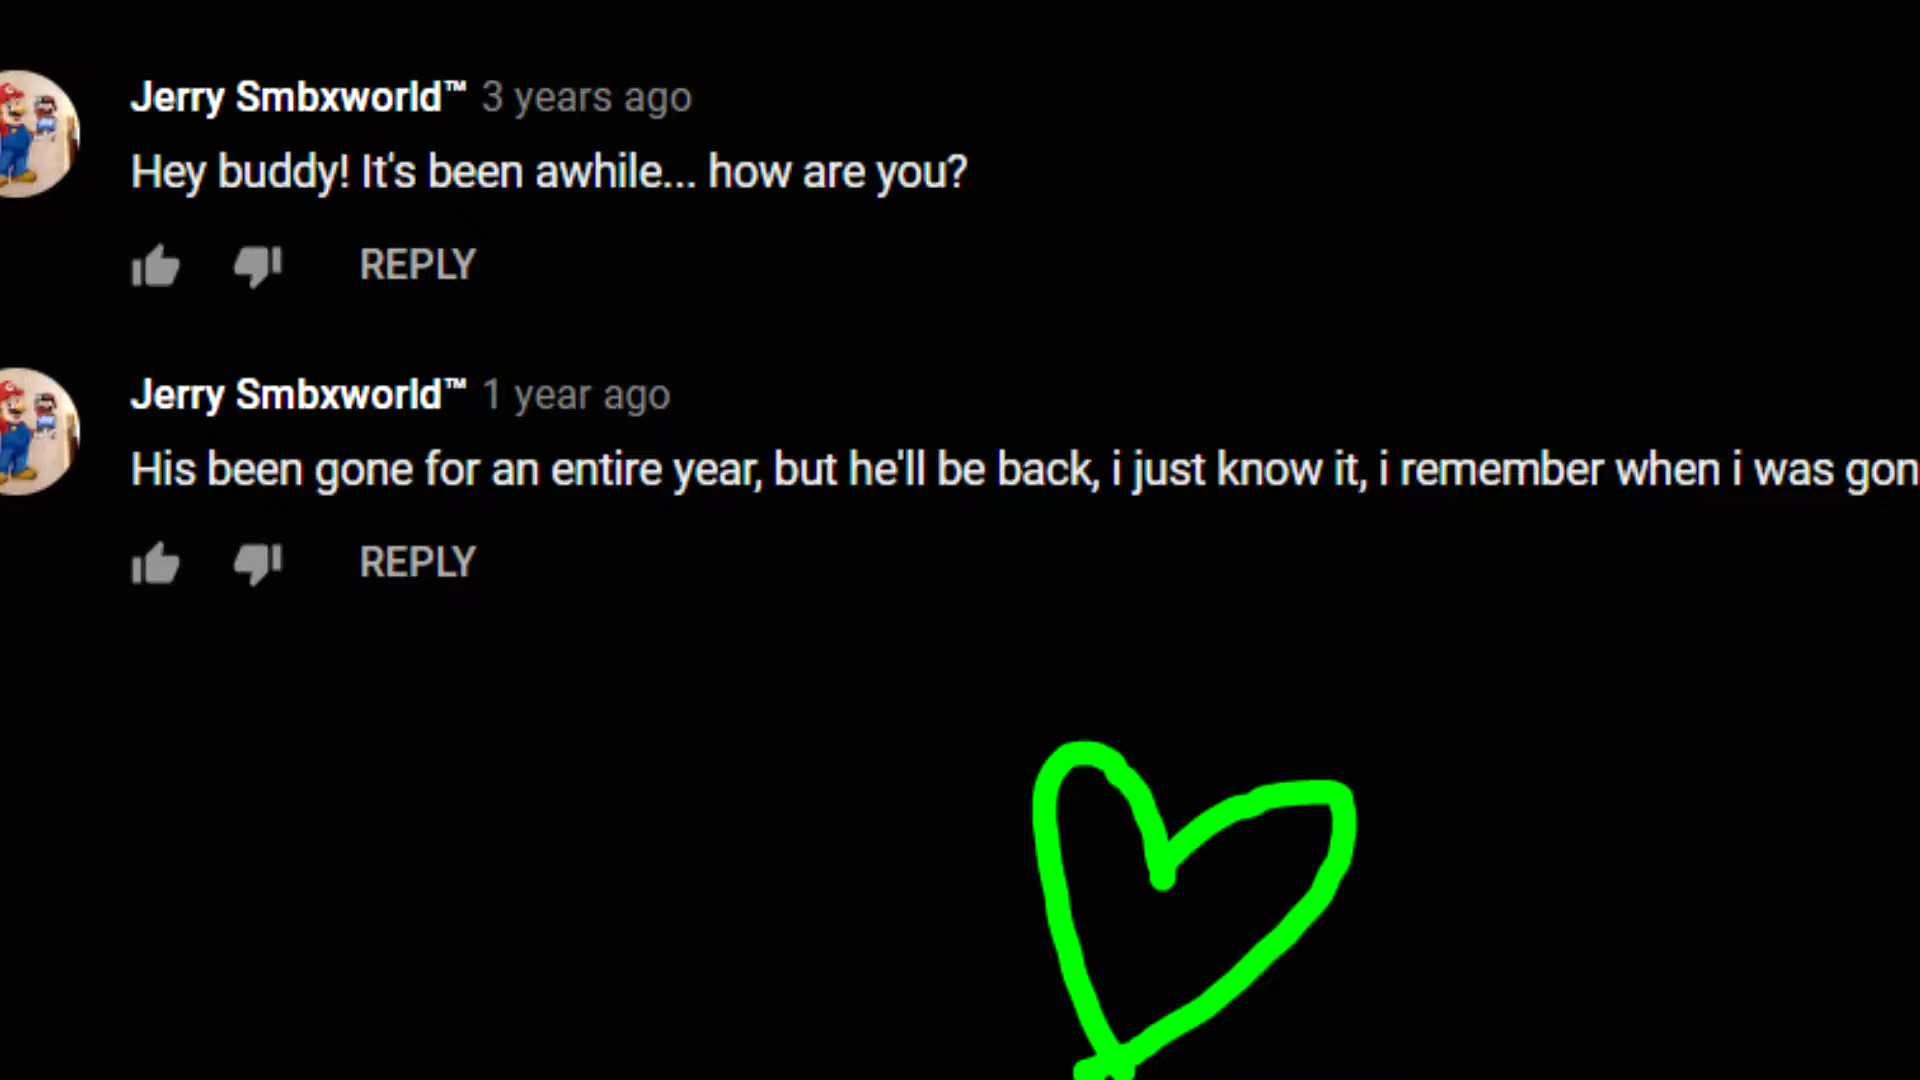 Jerry Smbxworld™ 3 years ago
Hey buddy! It's been awhile... how are you?
REPLY
Jerry Smbxworld™ 1 year ago
His been gone for an entire year, but he'll be back, i just know it, i remember when i was gon
REPLY